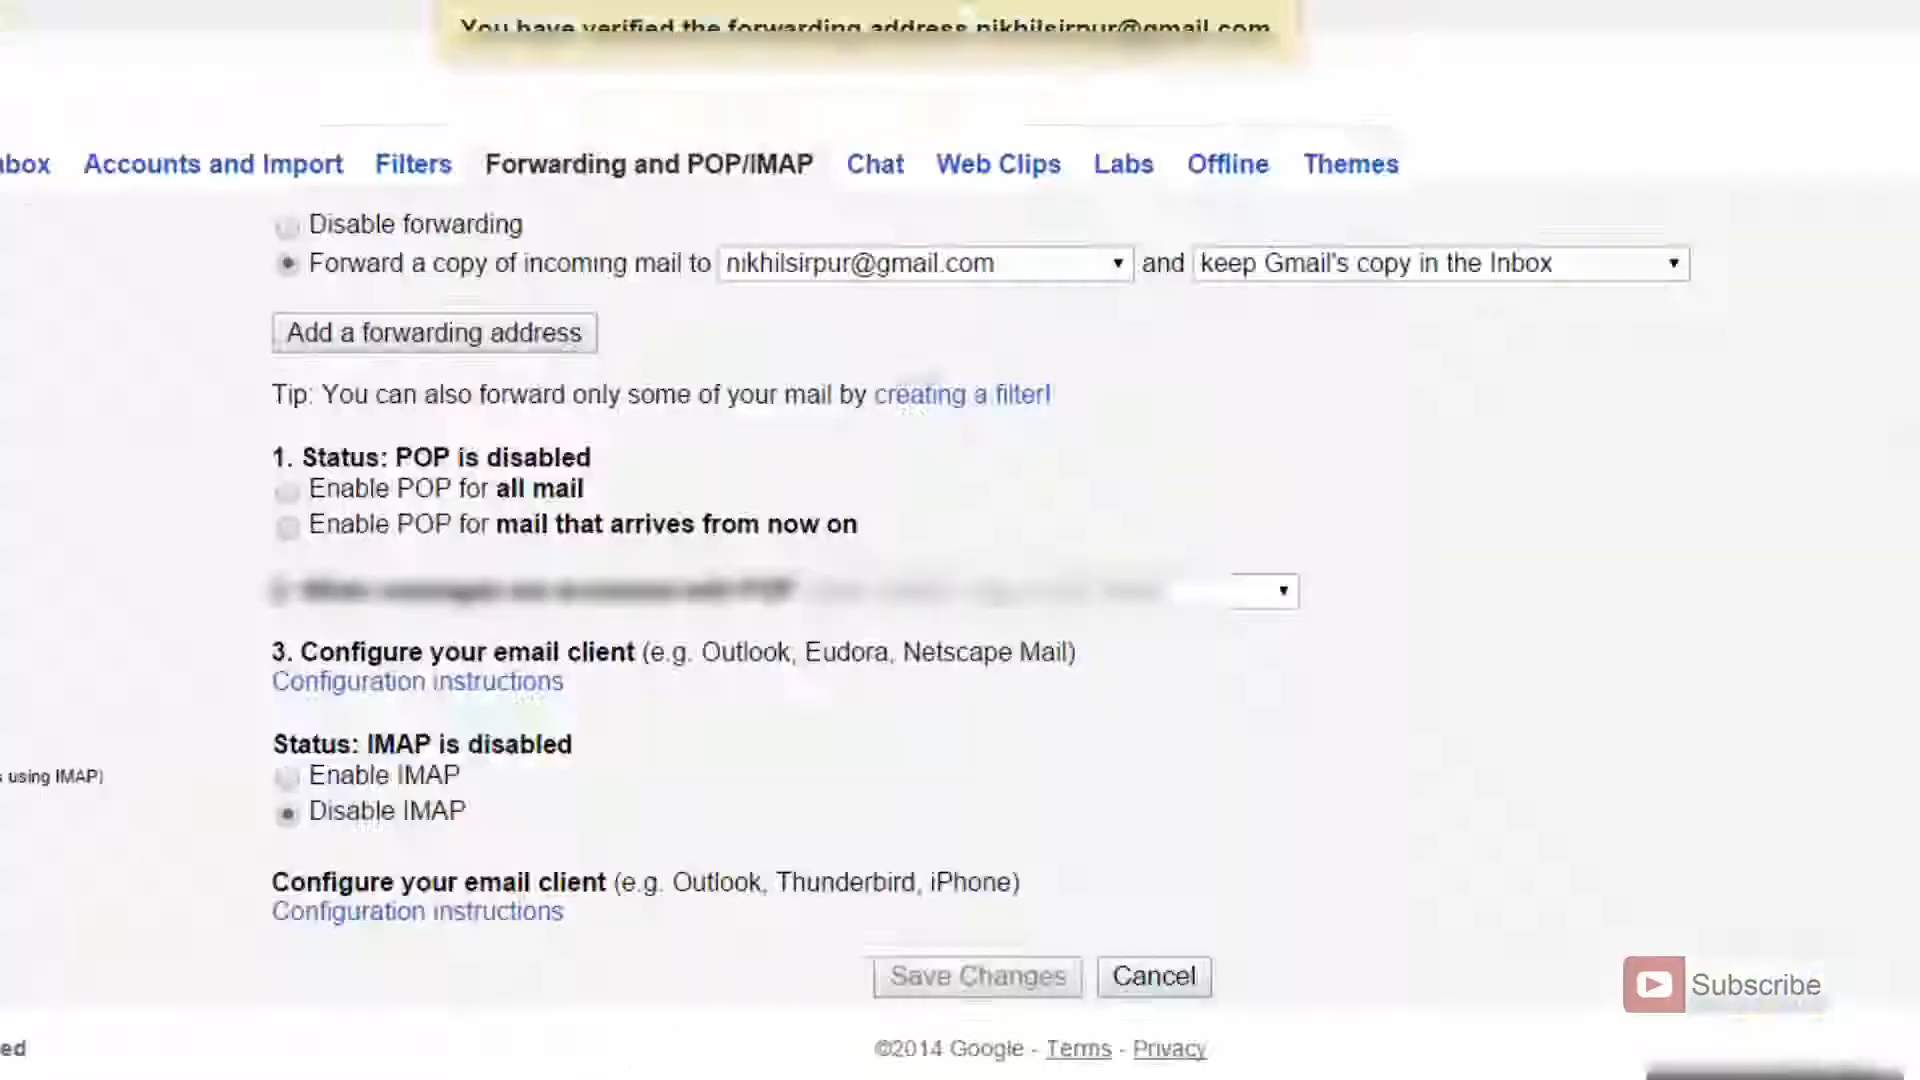 You have verified the forwarding address nikhilsirpur@gmail.com
Accounts and Import Filters Forwarding and POP/IMAP Chat Web Clips Labs Offline Themes
Disable forwarding
Forward a copy of incoming mail to nikhilsirpur@gmail.com and keep Gmail's copy in the Inbox
Add a forwarding address
Tip: You can also forward only some of your mail by creating a filter!
1. Status: POP is disabled
Enable POP for all mail
Enable POP for mail that arrives from now on
3. Configure your email client (e.g. Outlook, Eudora, Netscape Mail)
Configuration instructions
Status: IMAP is disabled
using IMAP)
Enable IMAP
Disable IMAP
Configure your email client (e.g. Outlook, Thunderbird, iPhone)
Configuration instructions
Save Changes Cancel
Subscribe
©2014 Google - Terms - Privacy